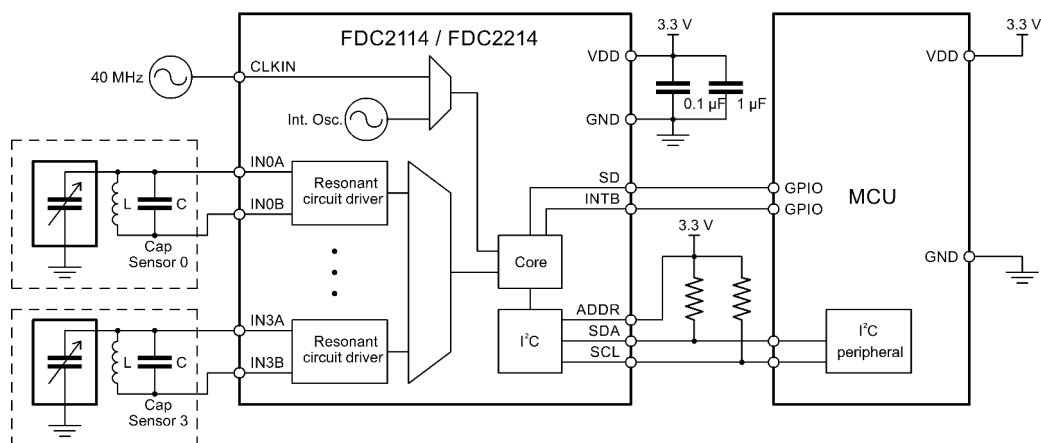 FDC2114 / FDC2214
3.3 V
3.3 V
VDD
VDD
CLKIN
40 MHz
0.1 µF
1 µF
Int. Osc.
GND
IN0A
Resonant
circuit driver
L
C
IN0B
Cap
Sensor 0
SD
GPIO
MCU
INTB
GPIO
3.3 V
Core
GND
ADDR
IN3A
Resonant
circuit driver
I²C
SDA
I²C
peripheral
SCL
L
C
IN3B
Cap
Sensor 3